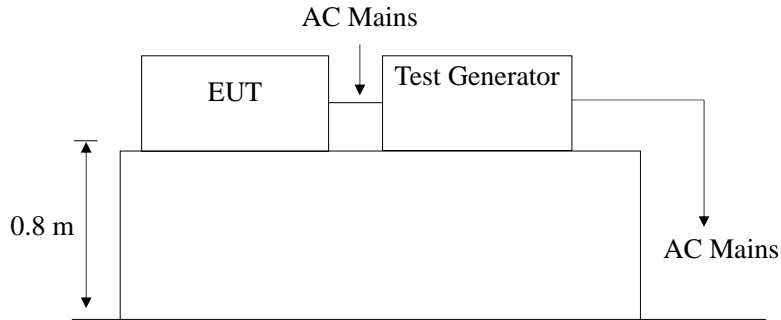 AC Mains
EUT
Test Generator
0.8 m
AC Mains